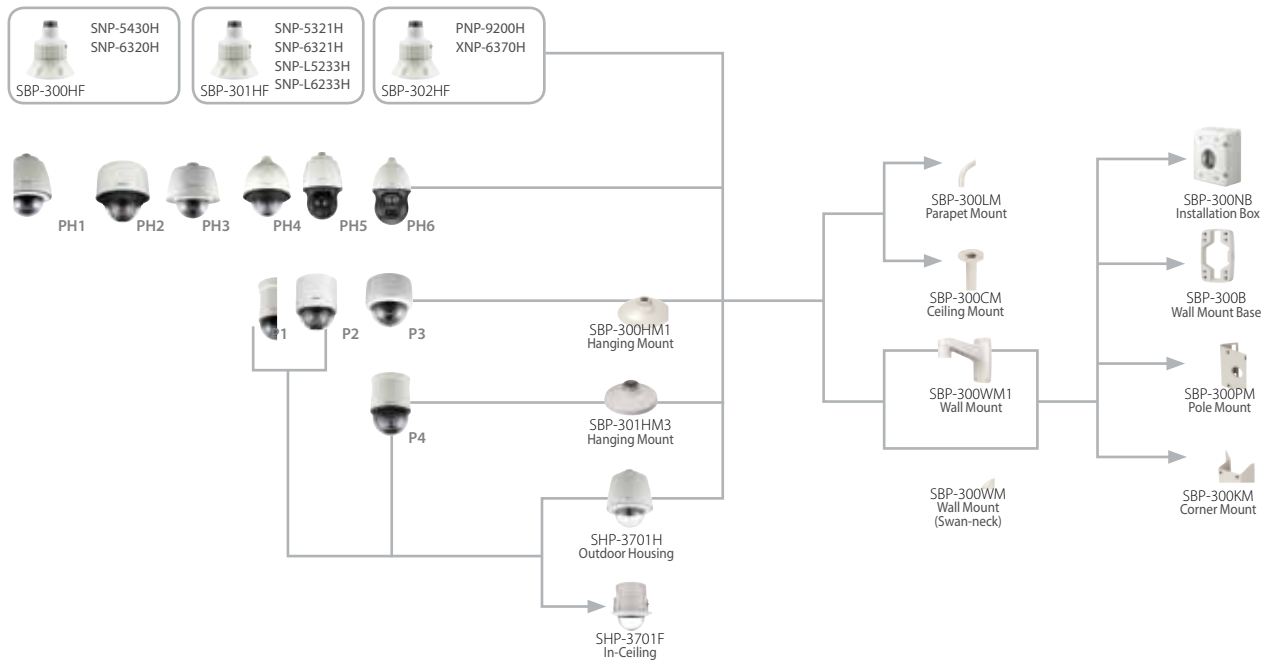 SNP-5430H
SNP-6320H
SBP-300HF
SNP-5321H
SNP-6321H
SNP-L5233H
SNP-L6233H
SBP-301HF
PNP-9200H
XNP-6370H
SBP-302HF
PH1
PH2
PH3
PH4
PH5
PH6
P1
P2
P3
P4
SBP-300HM1
Hanging Mount
SBP-301HM3
Hanging Mount
SHP-3701H
Outdoor Housing
SHP-3701F
In-Ceiling
SBP-300LM
Parapet Mount
SBP-300CM
Ceiling Mount
SBP-300WM1
Wall Mount
SBP-300WM
Wall Mount
(Swan-neck)
SBP-300NB
Installation Box
SBP-300B
Wall Mount Base
SBP-300PM
Pole Mount
SBP-300KM
Corner Mount